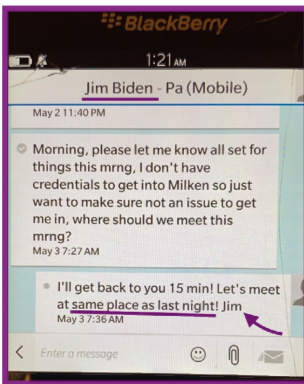 BlackBerry
1:21 AM
Jim Biden - Pa (Mobile)
May 2 11:40 PM
Morning, please let me know all set for
things this mrng, I don't have
credentials to get into Milken so just
want to make sure not an issue to get
me in, where should we meet this
mrng?
May 3 7:27 AM
I'll get back to you 15 min! Let's meet
at same place as last night! Jim
May 3 7:36 AM
Enter a message